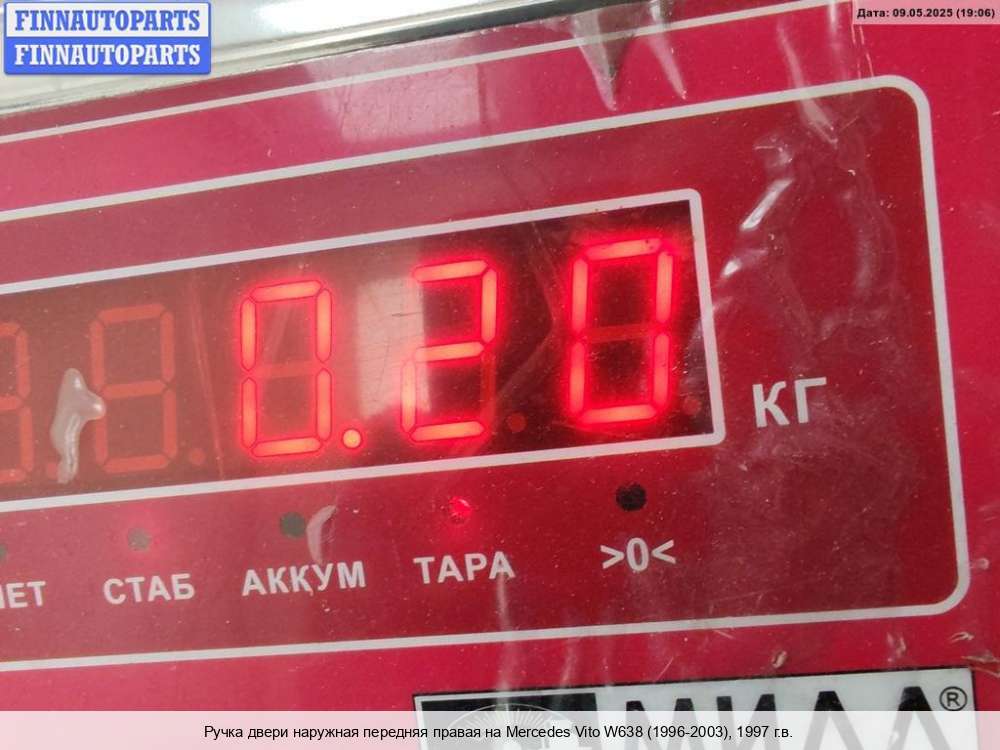 FINNAUTOPARTS
FINNAUTOPARTS
Дата: 09.05.2025 (19:06)
0.20
КГ
СТАБ АККУМ ТАРА >0<
Ручка двери наружная передняя правая на Mercedes Vito W638 (1996-2003), 1997 г.в.